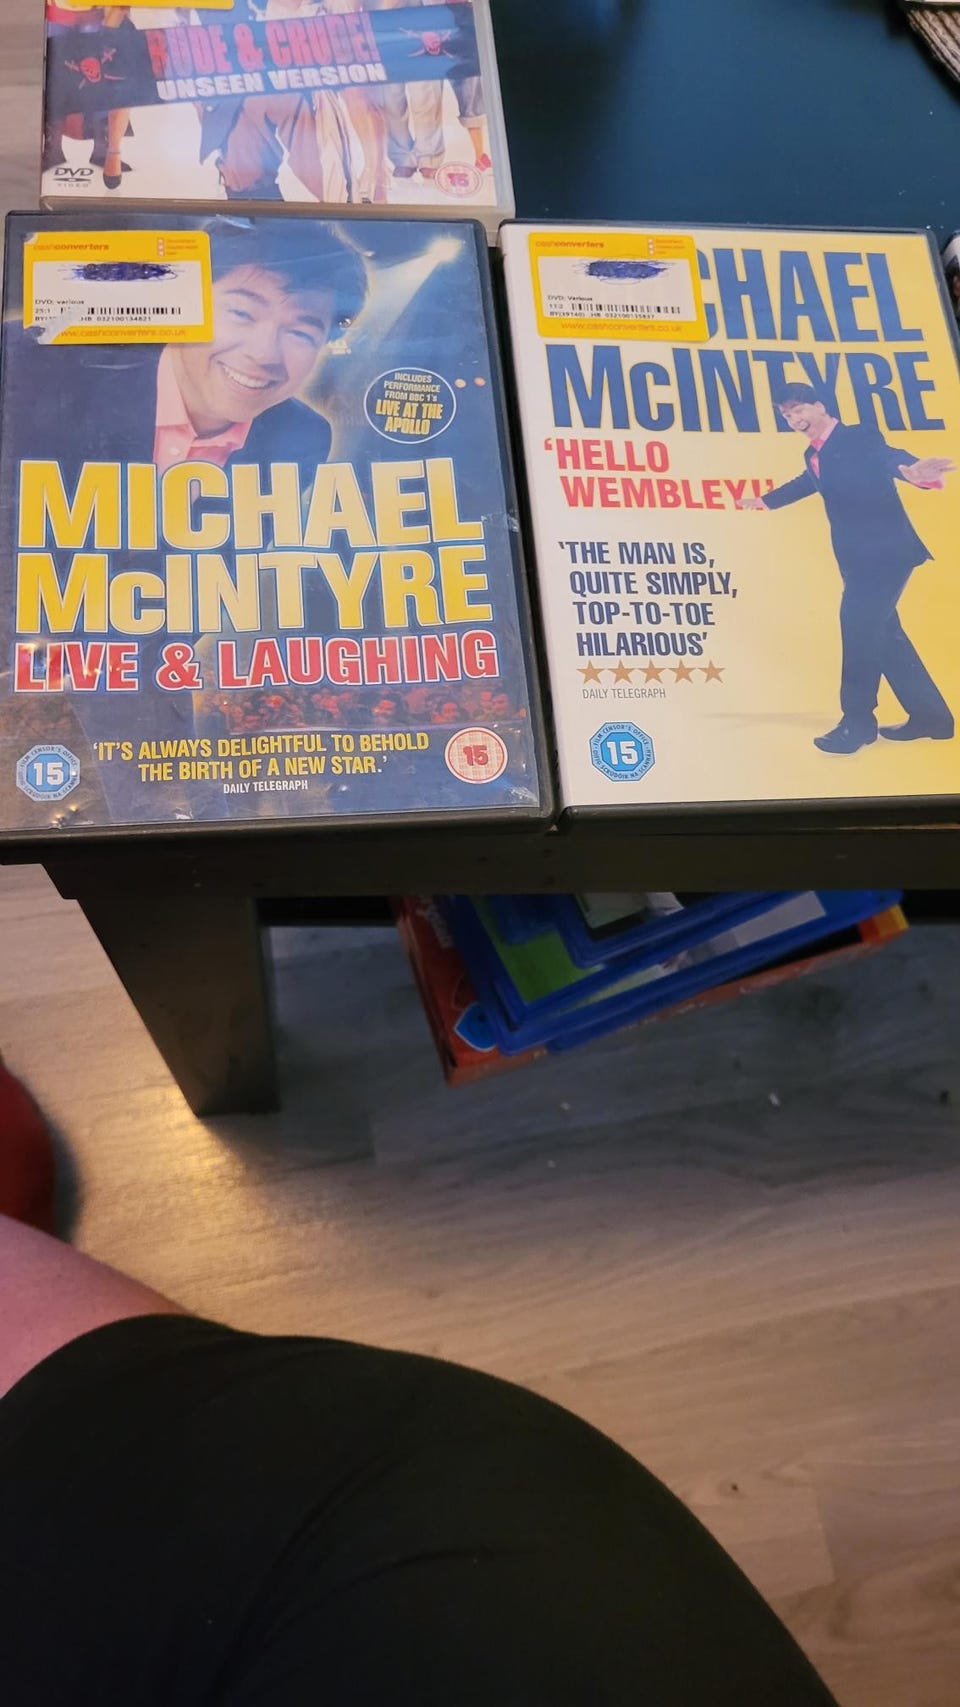 RUDE & CRUDE!
UNSEEN VERSION
DVD
VIDEO
15
cashconverters
DVD; various
JHB 032100134821
www.cashconverters.co.uk
INCLUDES
PERFORMANCE
FROM BBC 1's
LIVE AT THE
APOLLO
MICHAEL
McINTYRE
LIVE & LAUGHING
'IT'S ALWAYS DELIGHTFUL TO BEHOLD
THE BIRTH OF A NEW STAR.'
DAILY TELEGRAPH
15
15
cashconverters
DVD; Various
www.cashconverters.co.uk
CHAEL
McINTYRE
'HELLO
WEMBLEY!'
'THE MAN IS,
QUITE SIMPLY,
TOP-TO-TOE
HILARIOUS'
DAILY TELEGRAPH
15